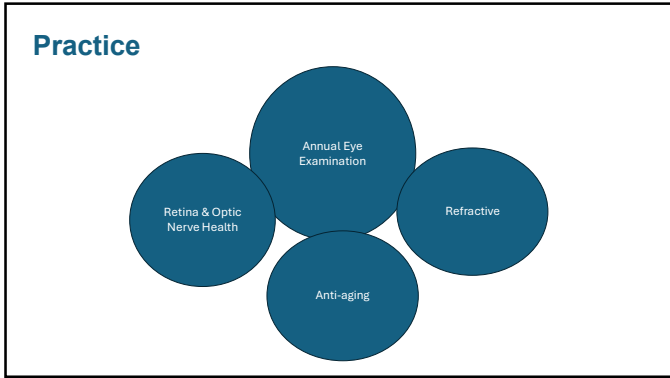 Practice
Annual Eye
Examination
Retina & Optic
Nerve Health
Refractive
Anti-aging